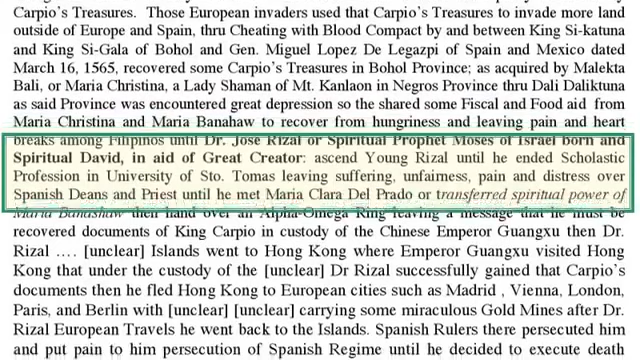 Carpio's Treasures. Those European invaders used that Carpio's Treasures to invade more land
outside of Europe and Spain, thru Cheating with Blood Compact by and between King Si-katuna
and King Si-Gala of Bohol and Gen. Miguel Lopez De Legazpi of Spain and Mexico dated
March 16, 1565, recovered some Carpio's Treasures in Bohol Province; as acquired by Malekta
Bali, or Maria Christina, a Lady Shaman of Mt. Kanlaon in Negros Province thru Dali Daliktuna
as said Province was encountered great depression so the shared some Fiscal and Food aid from
Maria Christina and Maria Banahaw to recover from hungriness and leaving pain and heart
breaks among Filipinos until Dr. Jose Rizal or Spiritual Prophet Moses of Israel born and
Spiritual David, in aid of Great Creator: ascend Young Rizal until he ended Scholastic
Profession in University of Sto. Tomas leaving suffering, unfairness, pain and distress over
Spanish Deans and Priest until he met Maria Clara Del Prado or transferred spiritual power of
Maria Banashaw then hand over an Alpha-Omega Ring leaving a message that he must be
recovered documents of King Carpio in custody of the Chinese Emperor Guangxu then Dr.
Rizal .... [unclear] Islands went to Hong Kong where Emperor Guangxu visited Hong
Kong that under the custody of the [unclear] Dr Rizal successfully gained that Carpio's
documents then he fled Hong Kong to European cities such as Madrid , Vienna, London,
Paris, and Berlin with [unclear] [unclear] carrying some miraculous Gold Mines after Dr.
Rizal European Travels he went back to the Islands. Spanish Rulers there persecuted him
and put pain to him persecution of Spanish Regime until he decided to execute death